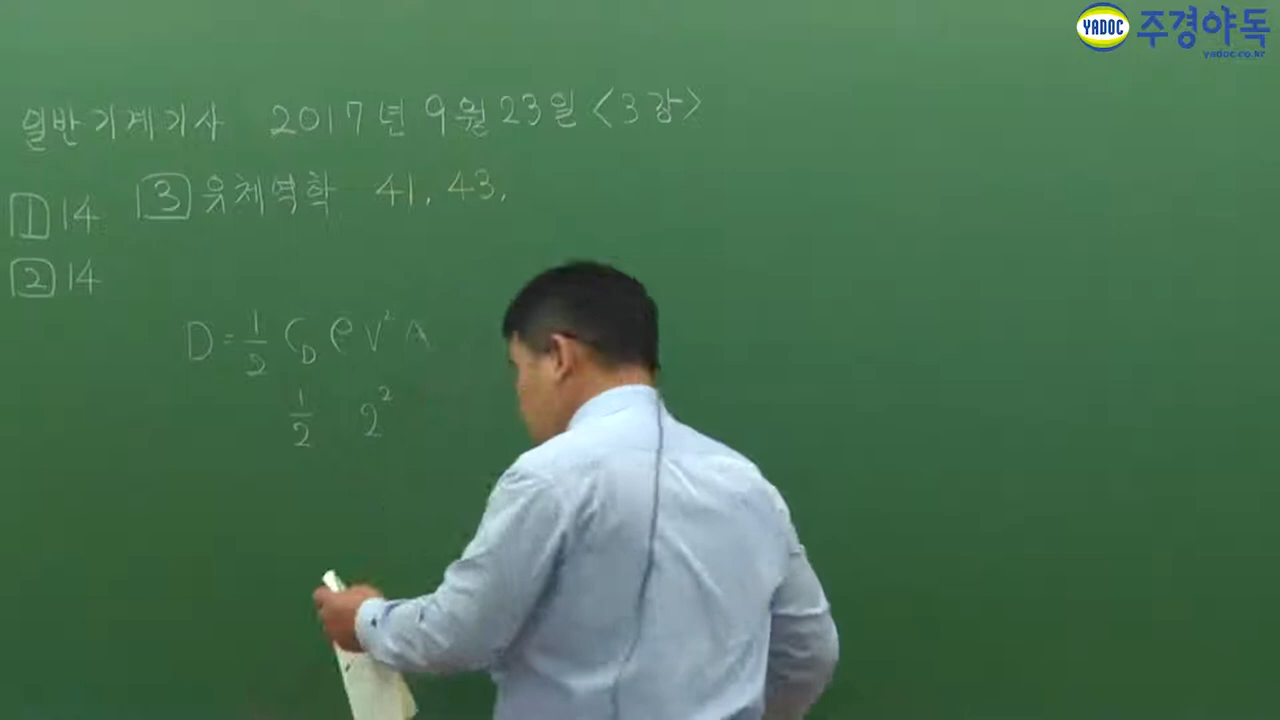 YADOC 주경야독
yadoc.co.kr
일반기계기사 2017년 9월 23일 <3강>
1 14 3 유체역학 41, 43,
2 14
D = 1/2 C_D ρ V² A
1/2 2²